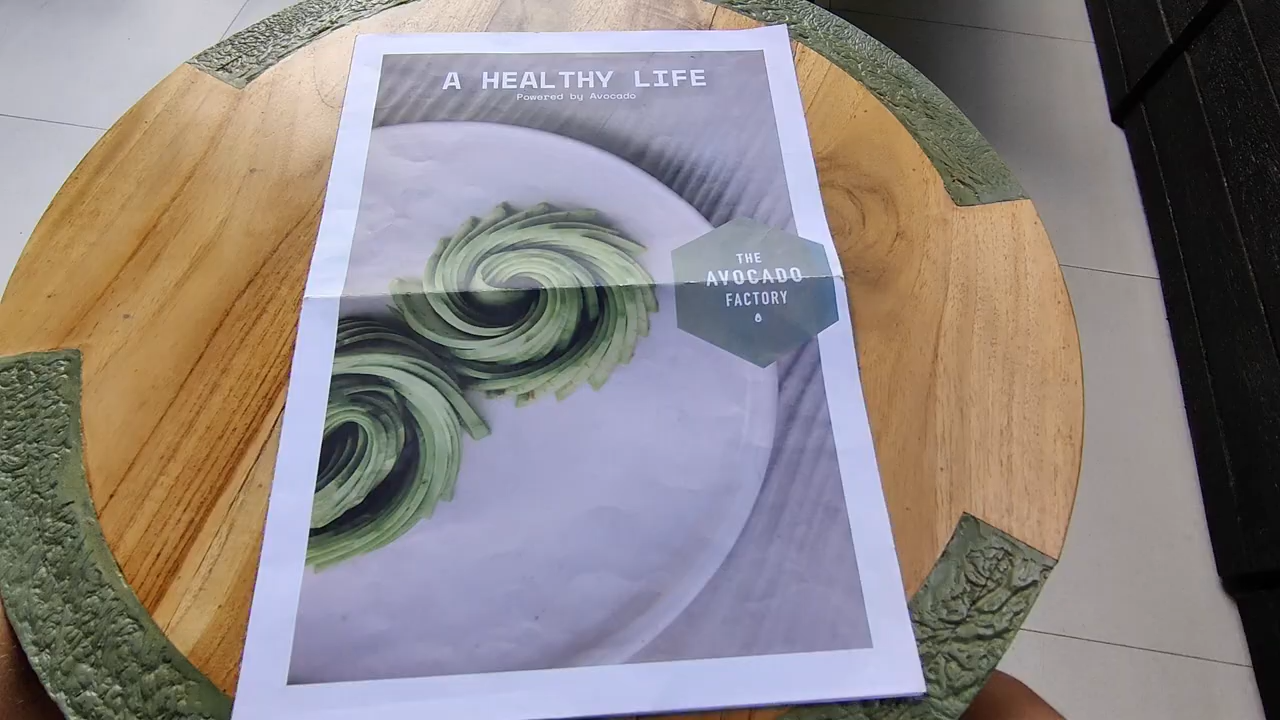 A HEALTHY LIFE
Powered by Avocado
THE
AVOCADO
FACTORY